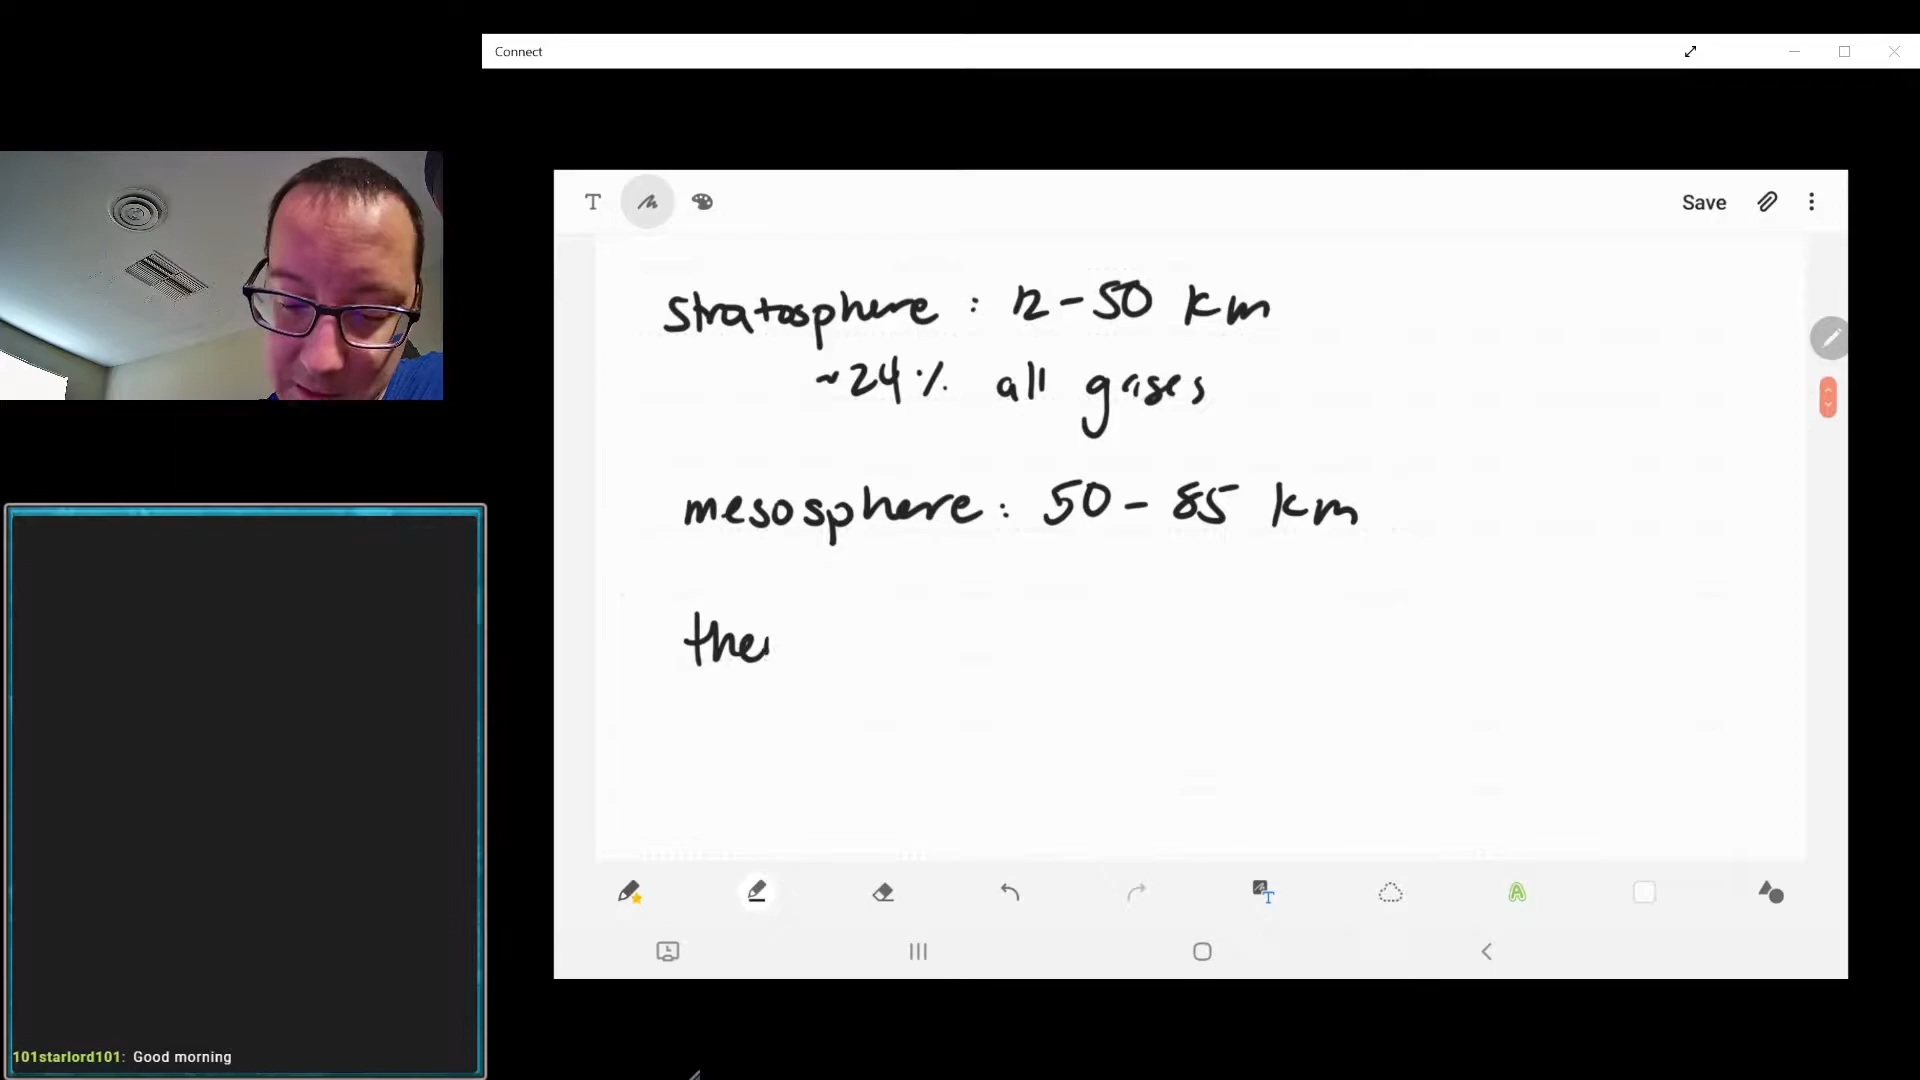 Connect
T
Save
stratosphere : 12-50 km
~24% all gases
mesosphere: 50-85 km
the
101starlord101: Good morning